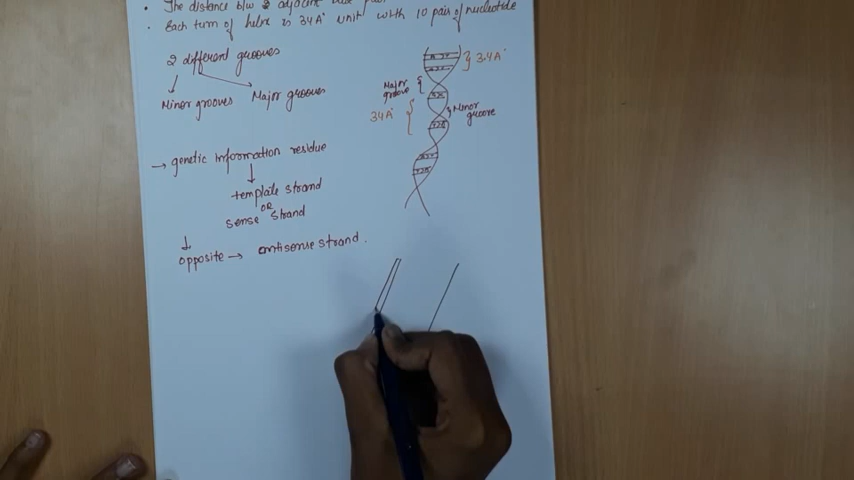 • The distance b/w 2 adjacent
• Each term of helix is 34A° unit with 10 pair of nucleotide
2 different grooves
Minor grooves Major grooves
→ genetic information residue
template strand
OR
sense strand
opposite → antisense strand.
3.4A°
Major
groove
34A°
Minor
groove